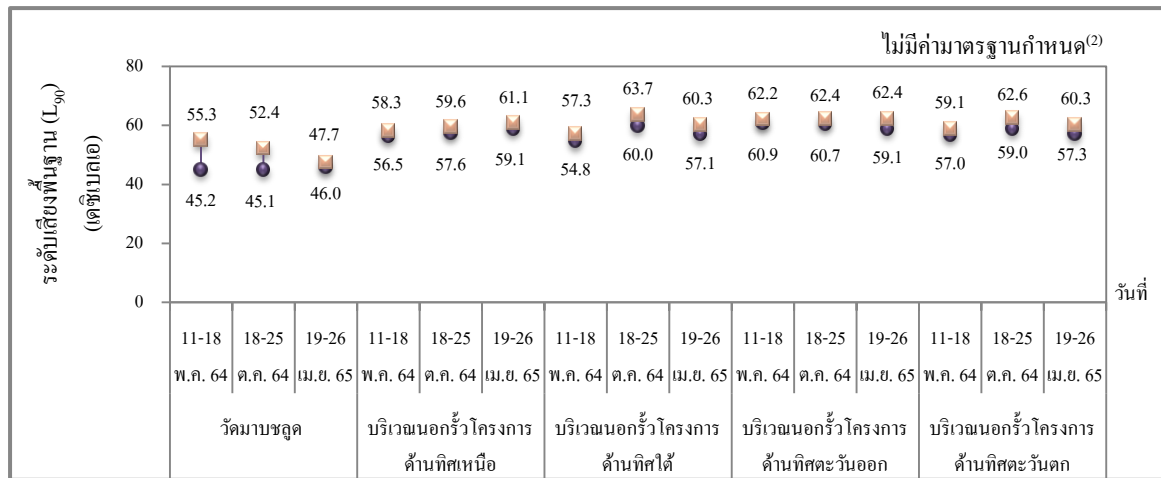 ไม่มีค่ามาตรฐานกำหนด(2)
ระดับเสียงพื้นฐาน (L90)
(เดซิเบลเอ)
80
60
40
20
0
55.3 52.4 47.7 58.3 59.6 61.1 57.3 63.7 60.3 62.2 62.4 62.4 59.1 62.6 60.3
45.2 45.1 46.0 56.5 57.6 59.1 54.8 60.0 57.1 60.9 60.7 59.1 57.0 59.0 57.3
วันที่
11-18 18-25 19-26 11-18 18-25 19-26 11-18 18-25 19-26 11-18 18-25 19-26 11-18 18-25 19-26
พ.ค. 64 ต.ค. 64 เม.ย. 65 พ.ค. 64 ต.ค. 64 เม.ย. 65 พ.ค. 64 ต.ค. 64 เม.ย. 65 พ.ค. 64 ต.ค. 64 เม.ย. 65 พ.ค. 64 ต.ค. 64 เม.ย. 65
วัดมาบชลูด บริเวณนอกรั้วโครงการ บริเวณนอกรั้วโครงการ บริเวณนอกรั้วโครงการ บริเวณนอกรั้วโครงการ
ด้านทิศเหนือ ด้านทิศใต้ ด้านทิศตะวันออก ด้านทิศตะวันตก